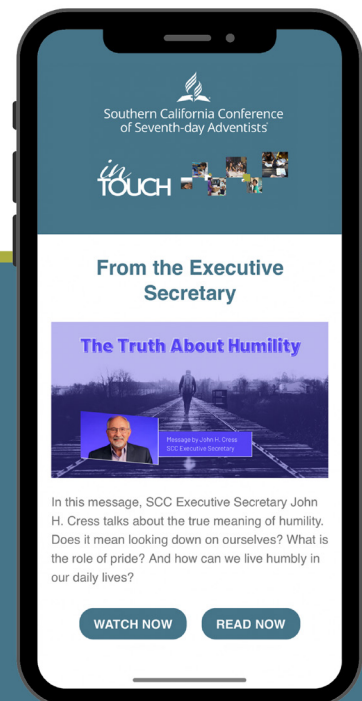 Southern California Conference
of Seventh-day Adventists
in
TOUCH
From the Executive
Secretary
The Truth About Humility
Message by John H. Cress
SCC Executive Secretary
In this message, SCC Executive Secretary John
H. Cress talks about the true meaning of humility.
Does it mean looking down on ourselves? What is
the role of pride? And how can we live humbly in
our daily lives?
WATCH NOW
READ NOW